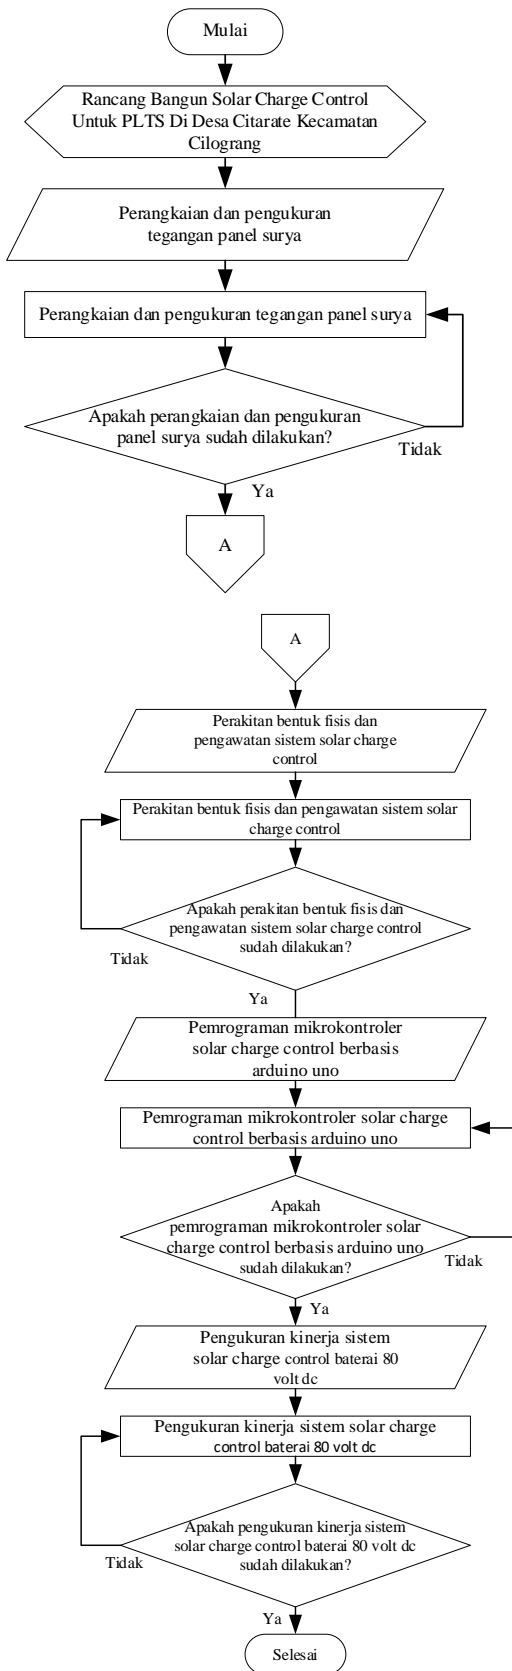 Mulai
Rancang Bangun Solar Charge Control
Untuk PLTS Di Desa Citarate Kecamatan
Cilograng
Perangkaian dan pengukuran
tegangan panel surya
Perangkaian dan pengukuran tegangan panel surya
Apakah perangkaian dan pengukuran
panel surya sudah dilakukan?
Tidak
Ya
A
A
Perakitan bentuk fisis dan
pengawatan sistem solar charge
control
Perakitan bentuk fisis dan pengawatan sistem solar
charge control
Apakah perakitan bentuk fisis dan
pengawatan sistem solar charge control
sudah dilakukan?
Tidak
Ya
Pemrograman mikrokontroler
solar charge control berbasis
arduino uno
Pemrograman mikrokontroler solar charge
control berbasis arduino uno
Apakah
pemrograman mikrokontroler solar
charge control berbasis arduino uno
sudah dilakukan?
Tidak
Ya
Pengukuran kinerja sistem
solar charge control baterai 80
volt dc
Pengukuran kinerja sistem solar charge
control baterai 80 volt dc
Apakah pengukuran kinerja sistem
solar charge control baterai 80 volt dc
sudah dilakukan?
Tidak
Ya
Selesai